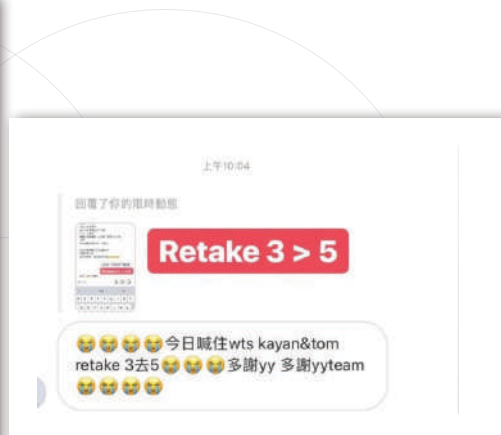 上午10:04
回覆了你的限時動態
Retake 3 > 5
😭😭😭😭今日喊住wts kayan&tom
retake 3去5😭😭😭多謝yy 多謝yyteam
😭😭😭😭